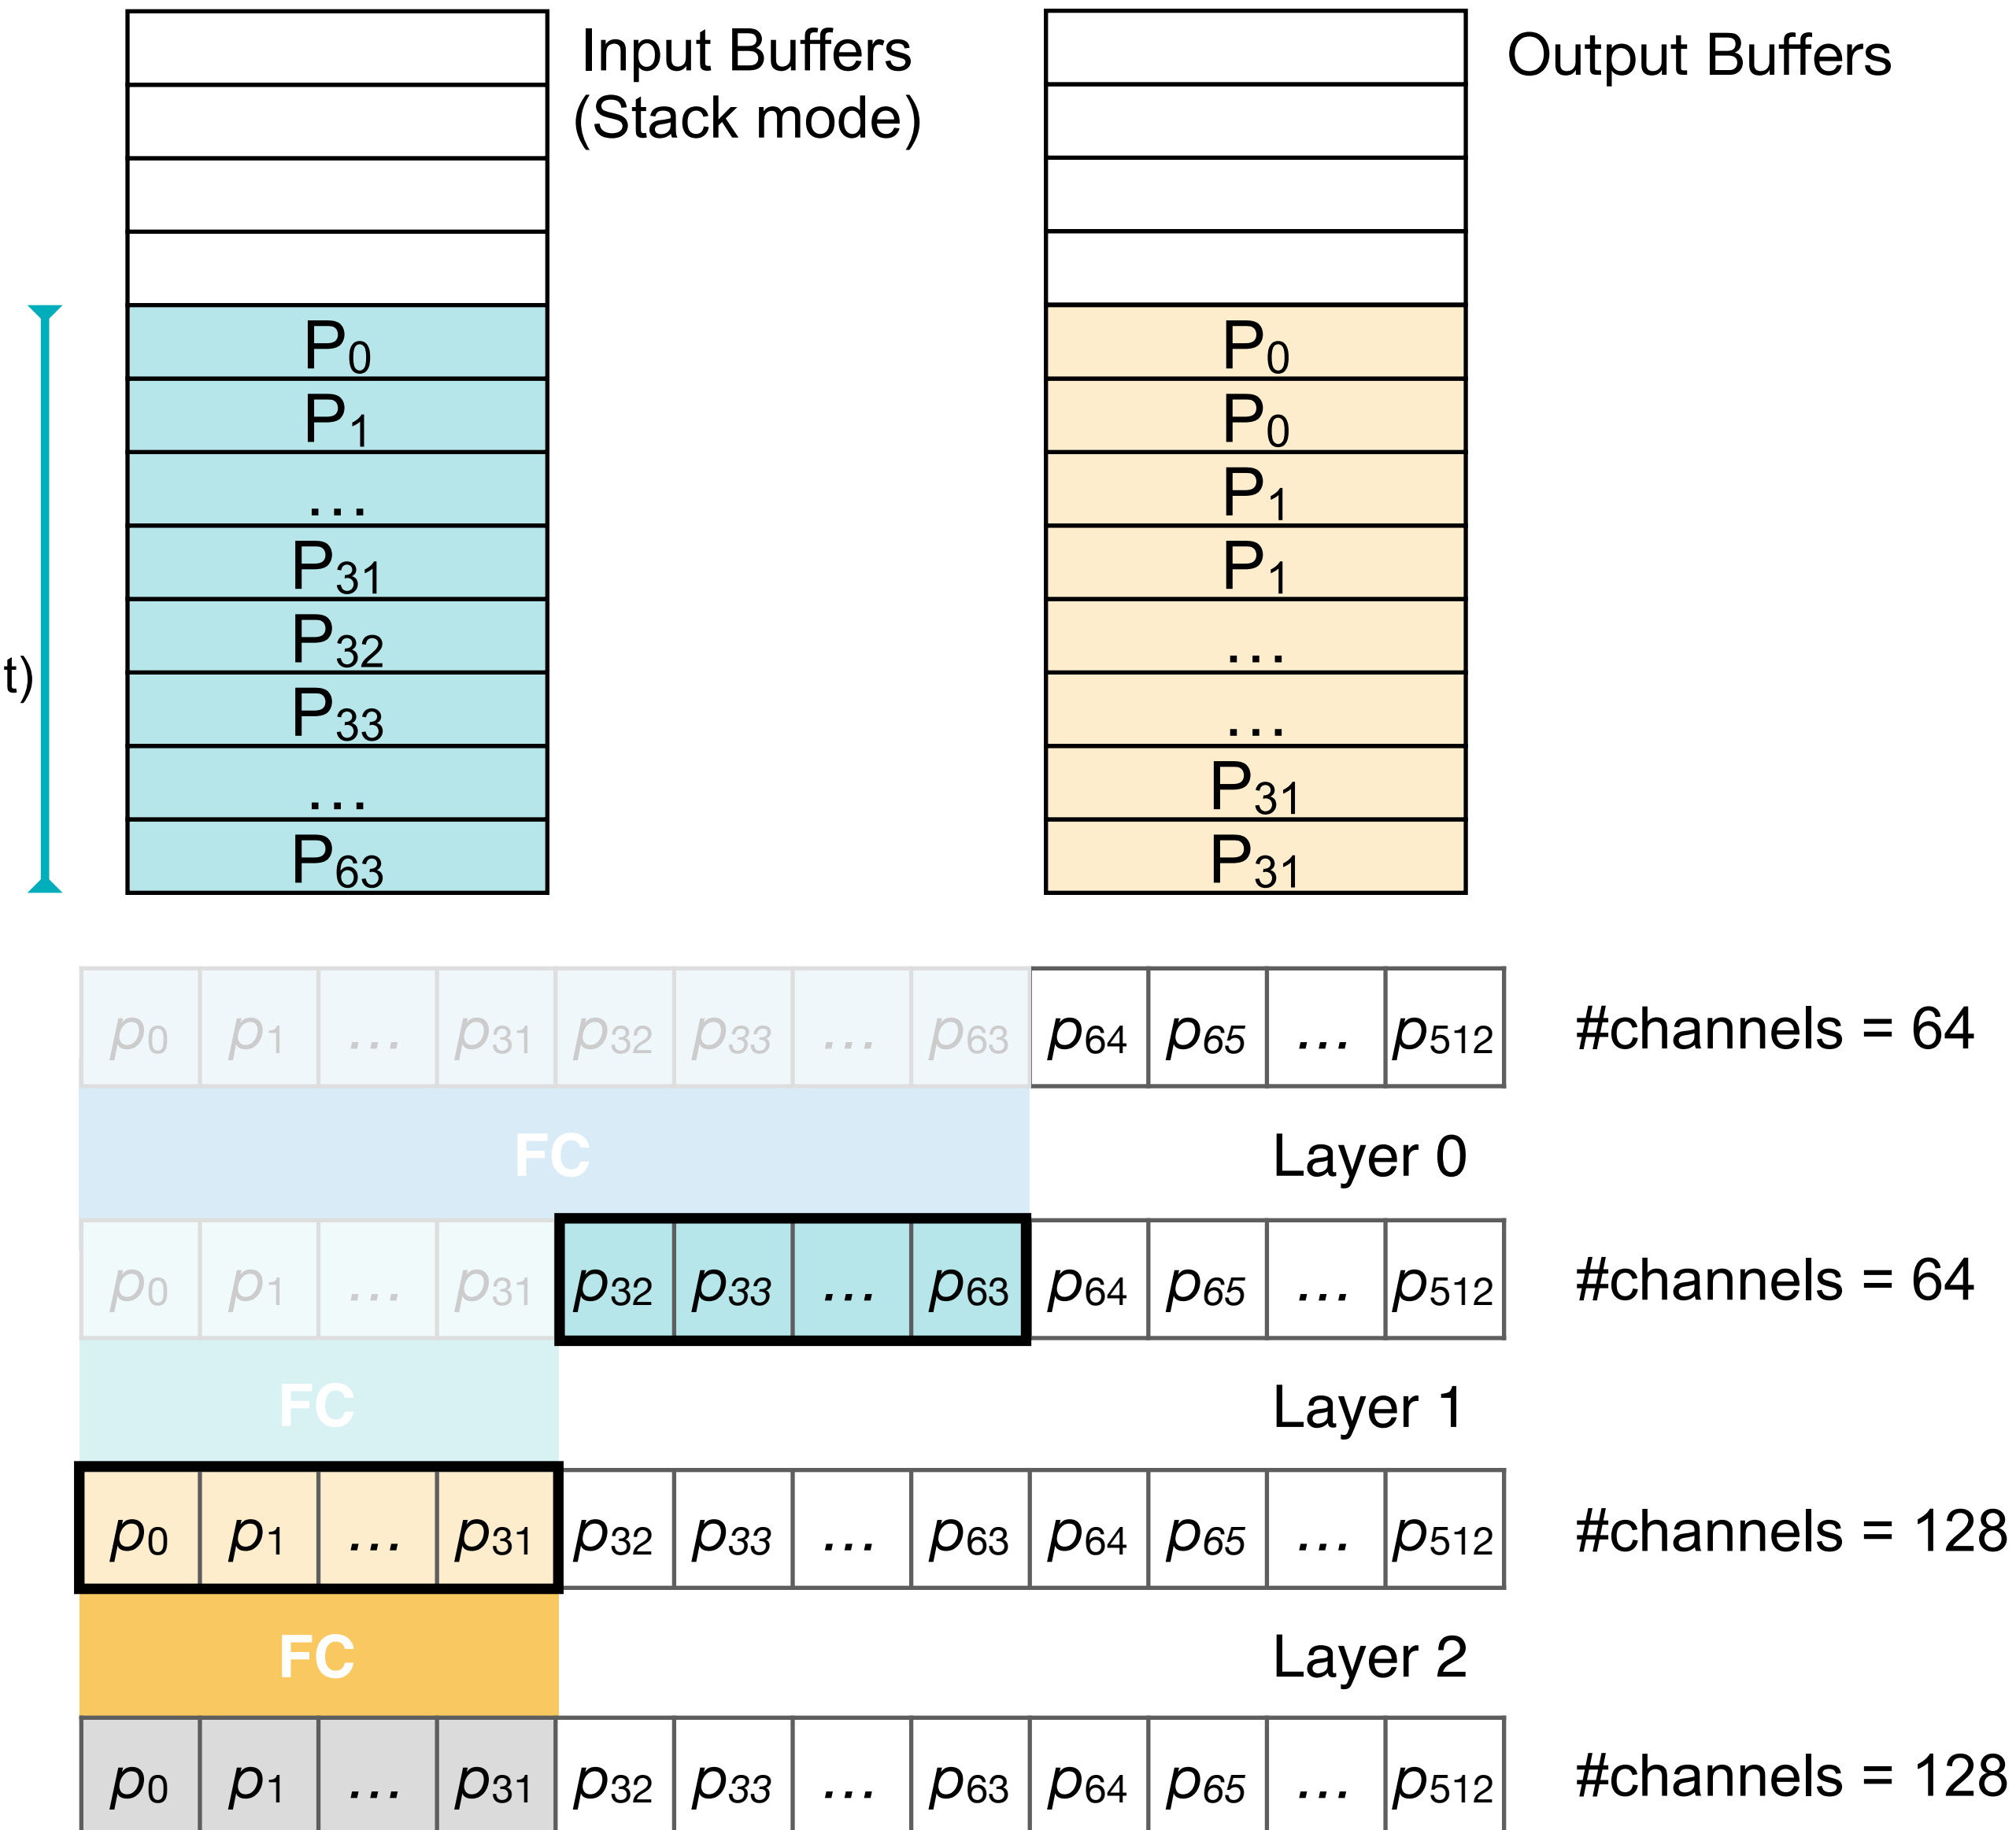 Input Buffers
(Stack mode)
Output Buffers
P0
P1
...
P31
P32
P33
...
P63
t)
P0
P0
P1
P1
...
...
P31
P31
p0 p1 ... p31 p32 p33 ... p63 p64 p65 ... p512 #channels = 64
FC Layer 0
p0 p1 ... p31 p32 p33 ... p63 p64 p65 ... p512 #channels = 64
FC Layer 1
p0 p1 ... p31 p32 p33 ... p63 p64 p65 ... p512 #channels = 128
FC Layer 2
p0 p1 ... p31 p32 p33 ... p63 p64 p65 ... p512 #channels = 128